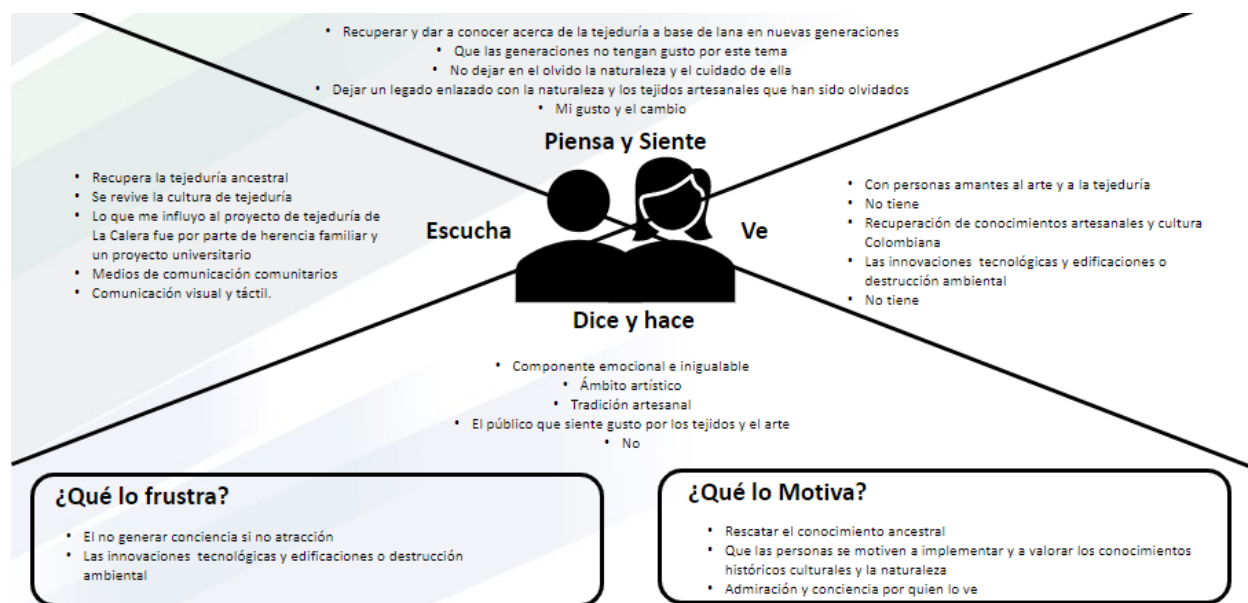 • Recuperar y dar a conocer acerca de la tejeduría a base de lana en nuevas generaciones
• Que las generaciones no tengan gusto por este tema
• No dejar en el olvido la naturaleza y el cuidado de ella
• Dejar un legado enlazado con la naturaleza y los tejidos artesanales que han sido olvidados
• Mi gusto y el cambio
Piensa y Siente
• Recupera la tejeduría ancestral
• Se revive la cultura de tejeduría
• Lo que me influyo al proyecto de tejeduría de
La Calera fue por parte de herencia familiar y
un proyecto universitario
• Medios de comunicación comunitarios
• Comunicación visual y táctil.
Escucha
Ve
• Con personas amantes al arte y a la tejeduría
• No tiene
• Recuperación de conocimientos artesanales y cultura
Colombiana
• Las innovaciones tecnológicas y edificaciones o
destrucción ambiental
• No tiene
Dice y hace
• Componente emocional e inigualable
• Ámbito artístico
• Tradición artesanal
• El público que siente gusto por los tejidos y el arte
• No
¿Qué lo frustra?
• El no generar conciencia si no atracción
• Las innovaciones tecnológicas y edificaciones o destrucción
ambiental
¿Qué lo Motiva?
• Rescatar el conocimiento ancestral
• Que las personas se motiven a implementar y a valorar los conocimientos
históricos culturales y la naturaleza
• Admiración y conciencia por quien lo ve